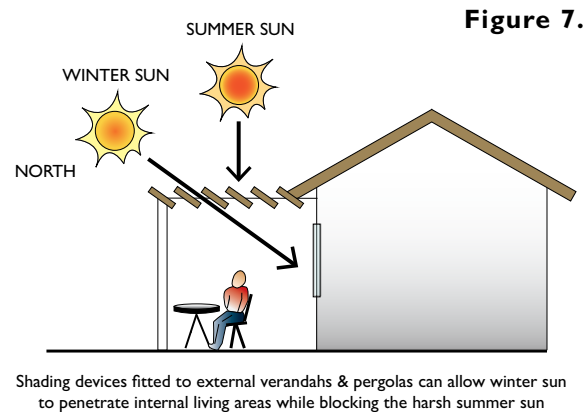 Figure 7.
SUMMER SUN
WINTER SUN
NORTH
Shading devices fitted to external verandahs & pergolas can allow winter sun
to penetrate internal living areas while blocking the harsh summer sun